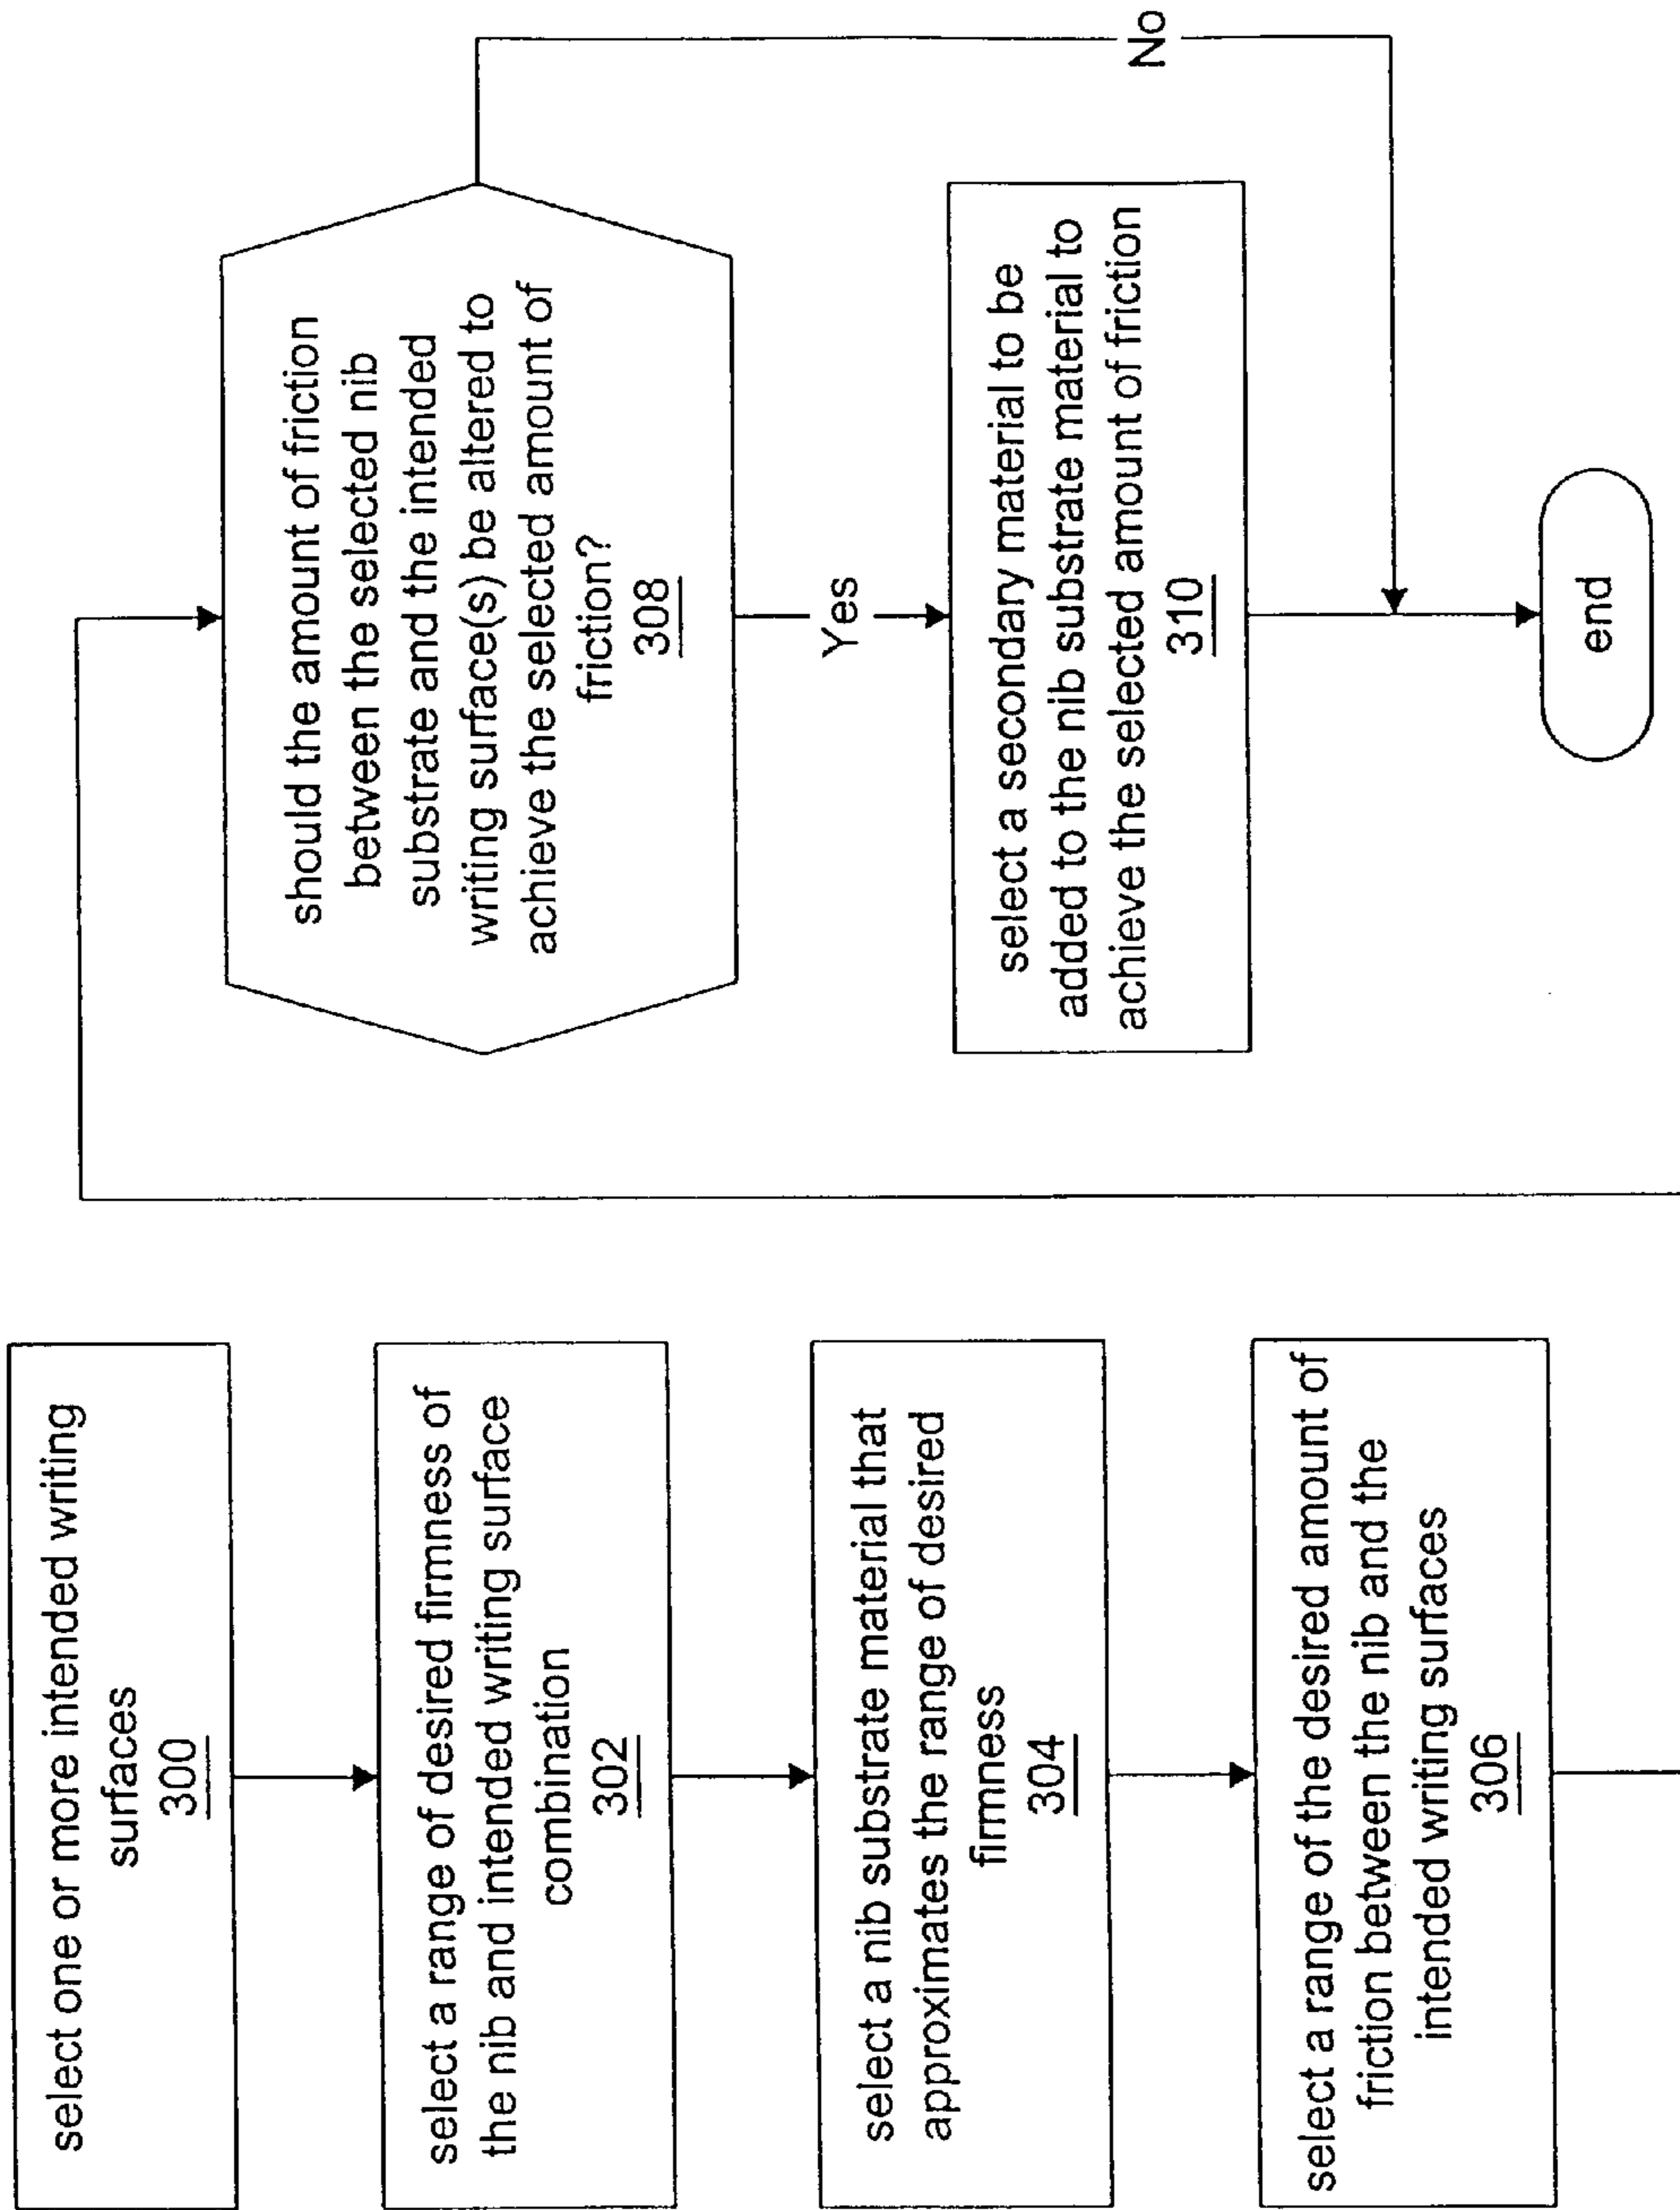 select one or more intended writing
surfaces
300
select a range of desired firmness of
the nib and intended writing surface
combination
302
select a nib substrate material that
approximates the range of desired
firmness
304
select a range of the desired amount of
friction between the nib and the
intended writing surfaces
306
should the amount of friction
between the selected nib
substrate and the intended
writing surface(s) be altered to
achieve the selected amount of
friction?
308
Yes
No
select a secondary material to be
added to the nib substrate material to
achieve the selected amount of friction
310
end